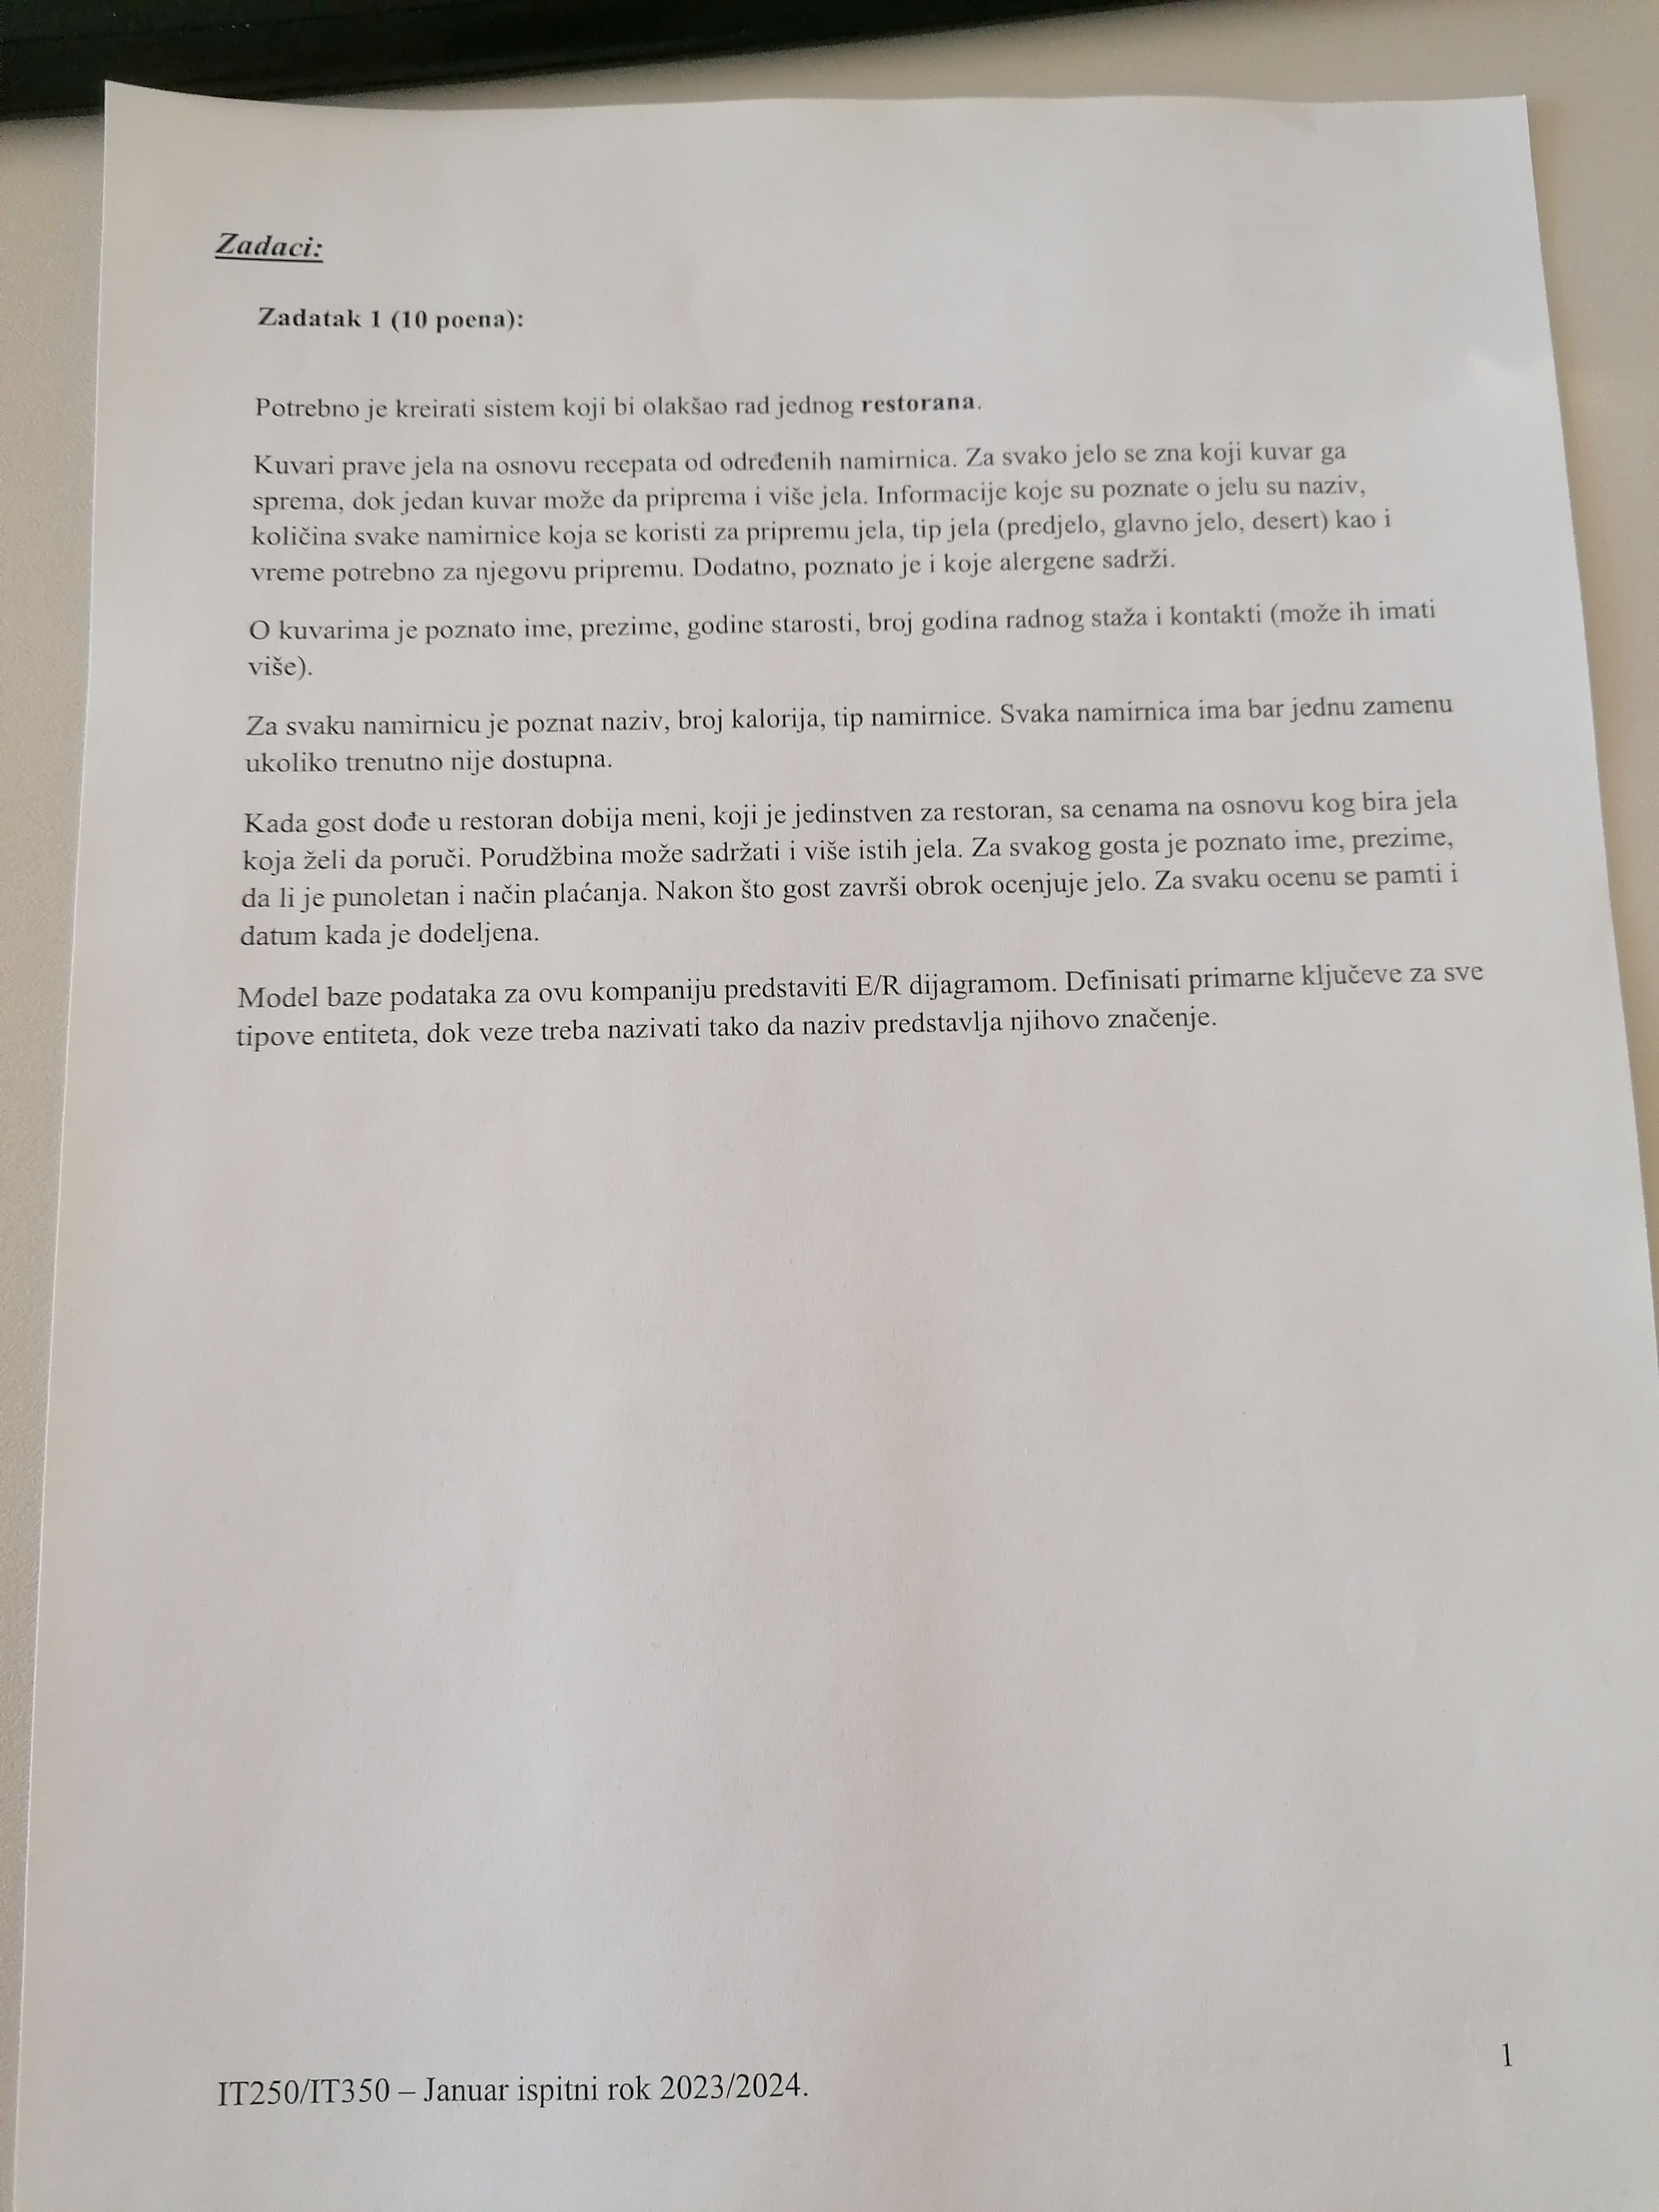 Zadaci:
Zadatak 1 (10 poena):
Potrebno je kreirati sistem koji bi olakšao rad jednog restorana.
Kuvari prave jela na osnovu recepata od određenih namirnica. Za svako jelo se zna koji kuvar ga
sprema, dok jedan kuvar može da priprema i više jela. Informacije koje su poznate o jelu su naziv,
količina svake namirnice koja se koristi za pripremu jela, tip jela (predjelo, glavno jelo, desert) kao i
vreme potrebno za njegovu pripremu. Dodatno, poznato je i koje alergene sadrži.
O kuvarima je poznato ime, prezime, godine starosti, broj godina radnog staža i kontakti (može ih imati
više).
Za svaku namirnicu je poznat naziv, broj kalorija, tip namirnice. Svaka namirnica ima bar jednu zamenu
ukoliko trenutno nije dostupna.
Kada gost dođe u restoran dobija meni, koji je jedinstven za restoran, sa cenama na osnovu kog bira jela
koja želi da poruči. Porudžbina može sadržati i više istih jela. Za svakog gosta je poznato ime, prezime,
da li je punoletan i način plaćanja. Nakon što gost završi obrok ocenjuje jelo. Za svaku ocenu se pamti i
datum kada je dodeljena.
Model baze podataka za ovu kompaniju predstaviti E/R dijagramom. Definisati primarne ključeve za sve
tipove entiteta, dok veze treba nazivati tako da naziv predstavlja njihovo značenje.
1
IT250/IT350 – Januar ispitni rok 2023/2024.